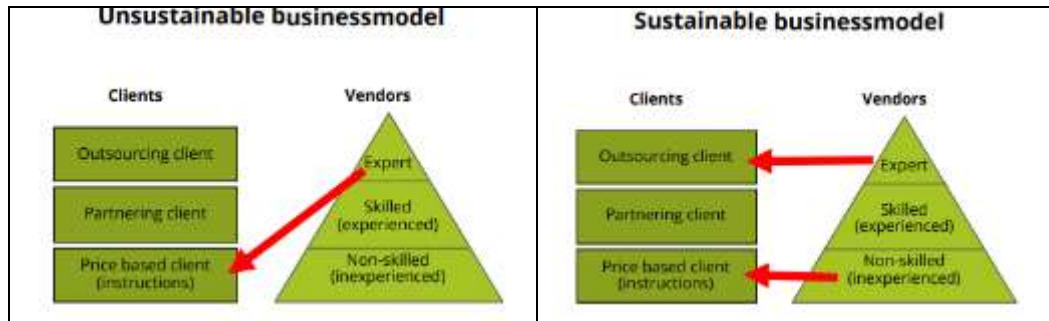 Unsustainable businessmodel
Clients
Vendors
Outsourcing client
Expert
Partnering client
Skilled
(experienced)
Price based client
(instructions)
Non-skilled
(inexperienced)
Sustainable businessmodel
Clients
Vendors
Outsourcing client
Expert
Partnering client
Skilled
(experienced)
Price based client
(instructions)
Non-skilled
(inexperienced)